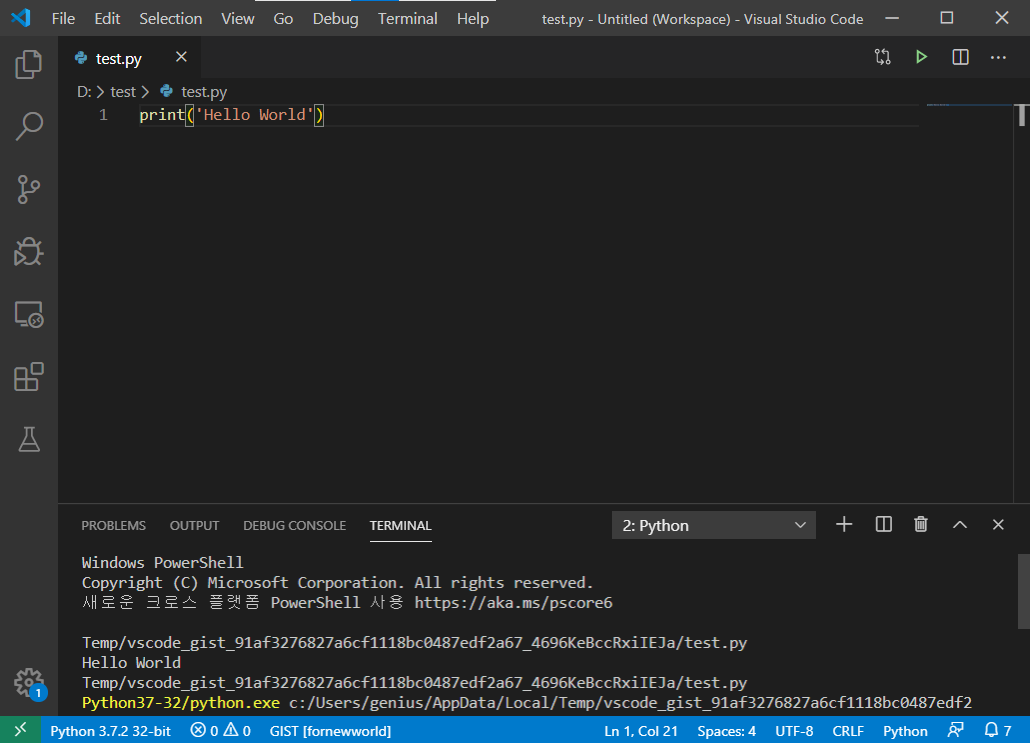 File Edit Selection View Go Debug Terminal Help test.py - Untitled (Workspace) - Visual Studio Code
test.py
D: > test > test.py
1 print('Hello World')
PROBLEMS OUTPUT DEBUG CONSOLE TERMINAL 2: Python
Windows PowerShell
Copyright (C) Microsoft Corporation. All rights reserved.
새로운 크로스 플랫폼 PowerShell 사용 https://aka.ms/pscore6
Temp/vscode_gist_91af3276827a6cf1118bc0487edf2a67_4696KeBccRxiIEJa/test.py
Hello World
Temp/vscode_gist_91af3276827a6cf1118bc0487edf2a67_4696KeBccRxiIEJa/test.py
Python37-32/python.exe c:/Users/genius/AppData/Local/Temp/vscode_gist_91af3276827a6cf1118bc0487edf2
1
Python 3.7.2 32-bit 0 0 GIST [fornewworld] Ln 1, Col 21 Spaces: 4 UTF-8 CRLF Python 7